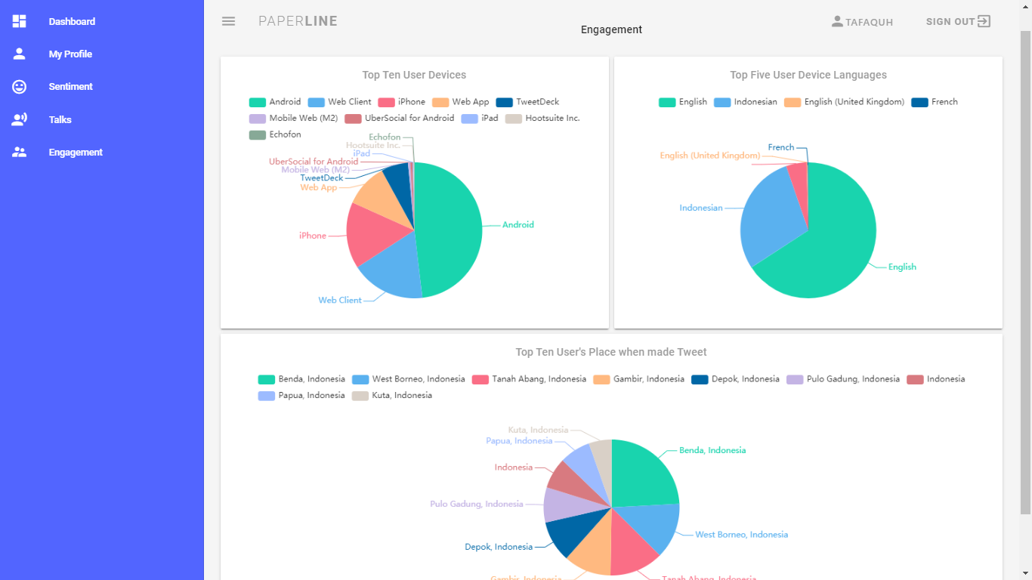 Dashboard
My Profile
Sentiment
Talks
Engagement
PAPERLINE
Engagement
TAFAQUH
SIGN OUT
Top Ten User Devices
Android Web Client iPhone Web App TweetDeck
Mobile Web (M2) UberSocial for Android iPad Hootsuite Inc.
Echofon
Echofon
Hootsuite Inc.
iPad
UberSocial for Android
Mobile Web (M2)
TweetDeck
Web App
Android
iPhone
Web Client
Top Five User Device Languages
English Indonesian English (United Kingdom) French
French
English (United Kingdom)
Indonesian
English
Top Ten User's Place when made Tweet
Benda, Indonesia West Borneo, Indonesia Tanah Abang, Indonesia Gambir, Indonesia Depok, Indonesia Pulo Gadung, Indonesia Indonesia
Papua, Indonesia Kuta, Indonesia
Kuta, Indonesia
Papua, Indonesia
Benda, Indonesia
Indonesia
Pulo Gadung, Indonesia
West Borneo, Indonesia
Depok, Indonesia
Gambir, Indonesia
Tanah Abang, Indonesia